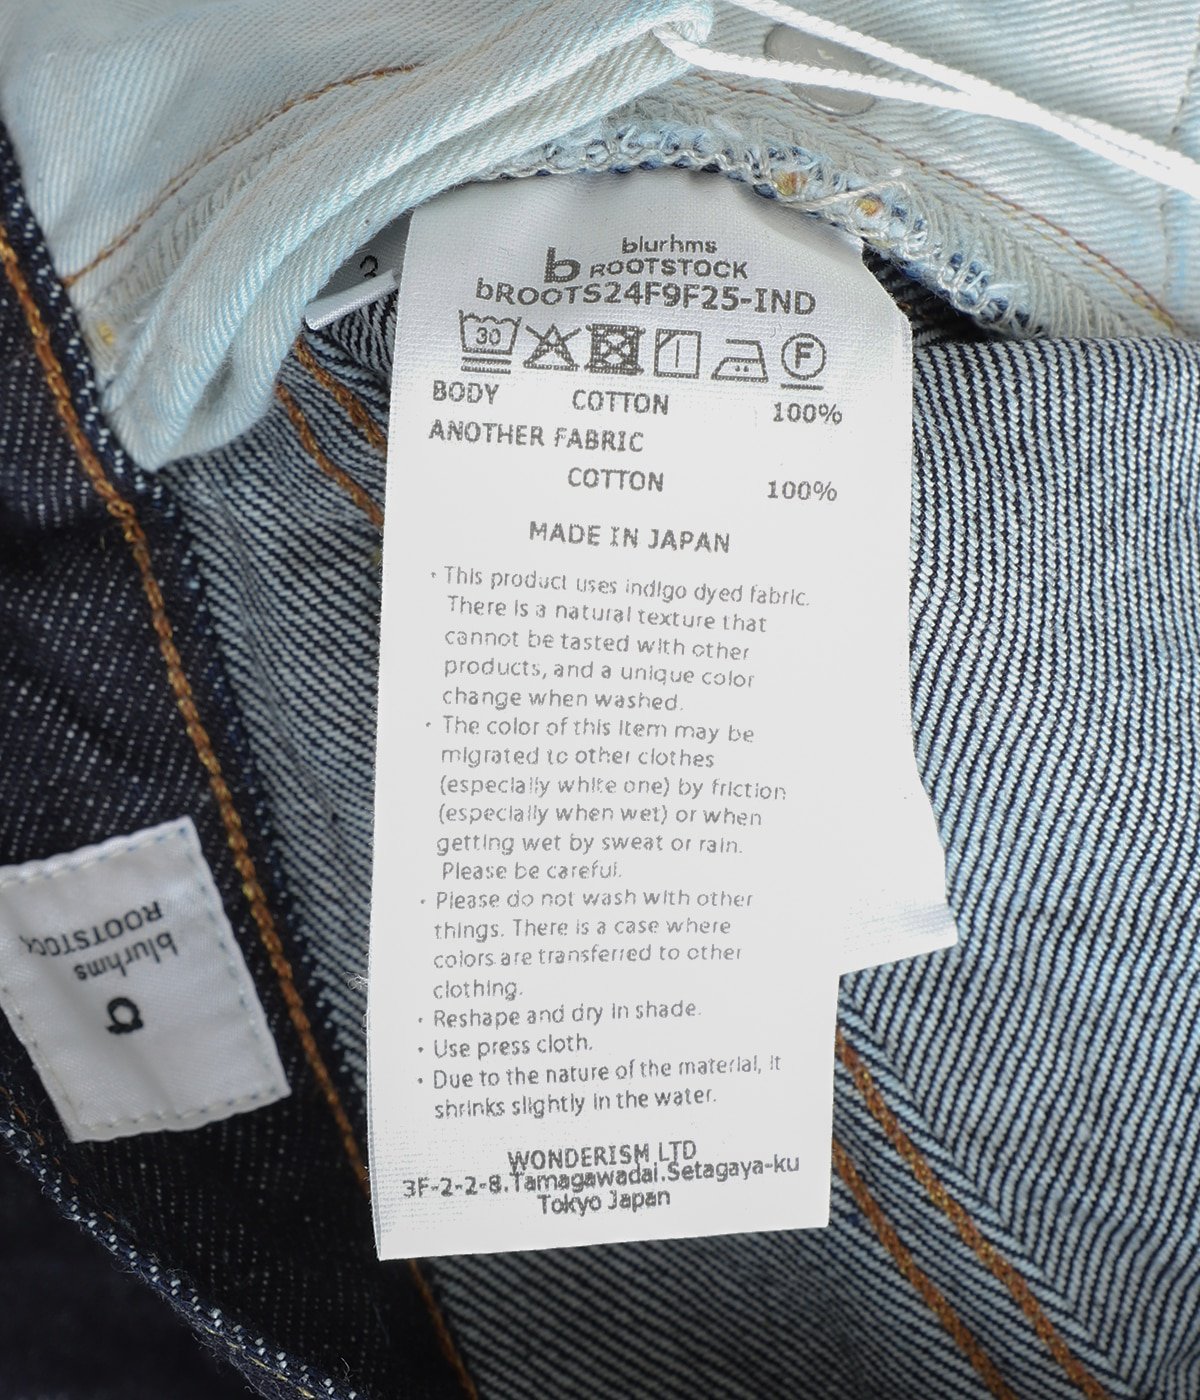 blurhms
b ROOTSTOCK
bROOTS24F9F25-IND
30
F
BODY COTTON 100%
ANOTHER FABRIC
COTTON 100%
MADE IN JAPAN
・This product uses indigo dyed fabric.
There is a natural texture that
cannot be tasted with other
products, and a unique color
change when washed.
・The color of this item may be
migrated to other clothes
(especially white one) by friction
(especially when wet) or when
getting wet by sweat or rain.
Please be careful.
・Please do not wash with other
things. There is a case where
colors are transferred to other
clothing.
・Reshape and dry in shade.
・Use press cloth.
・Due to the nature of the material, it
shrinks slightly in the water.
WONDERISM LTD
3F-2-2-8.Tamagawadai.Setagaya-ku
Tokyo Japan
3
b
blurhms
ROOTSTOCK